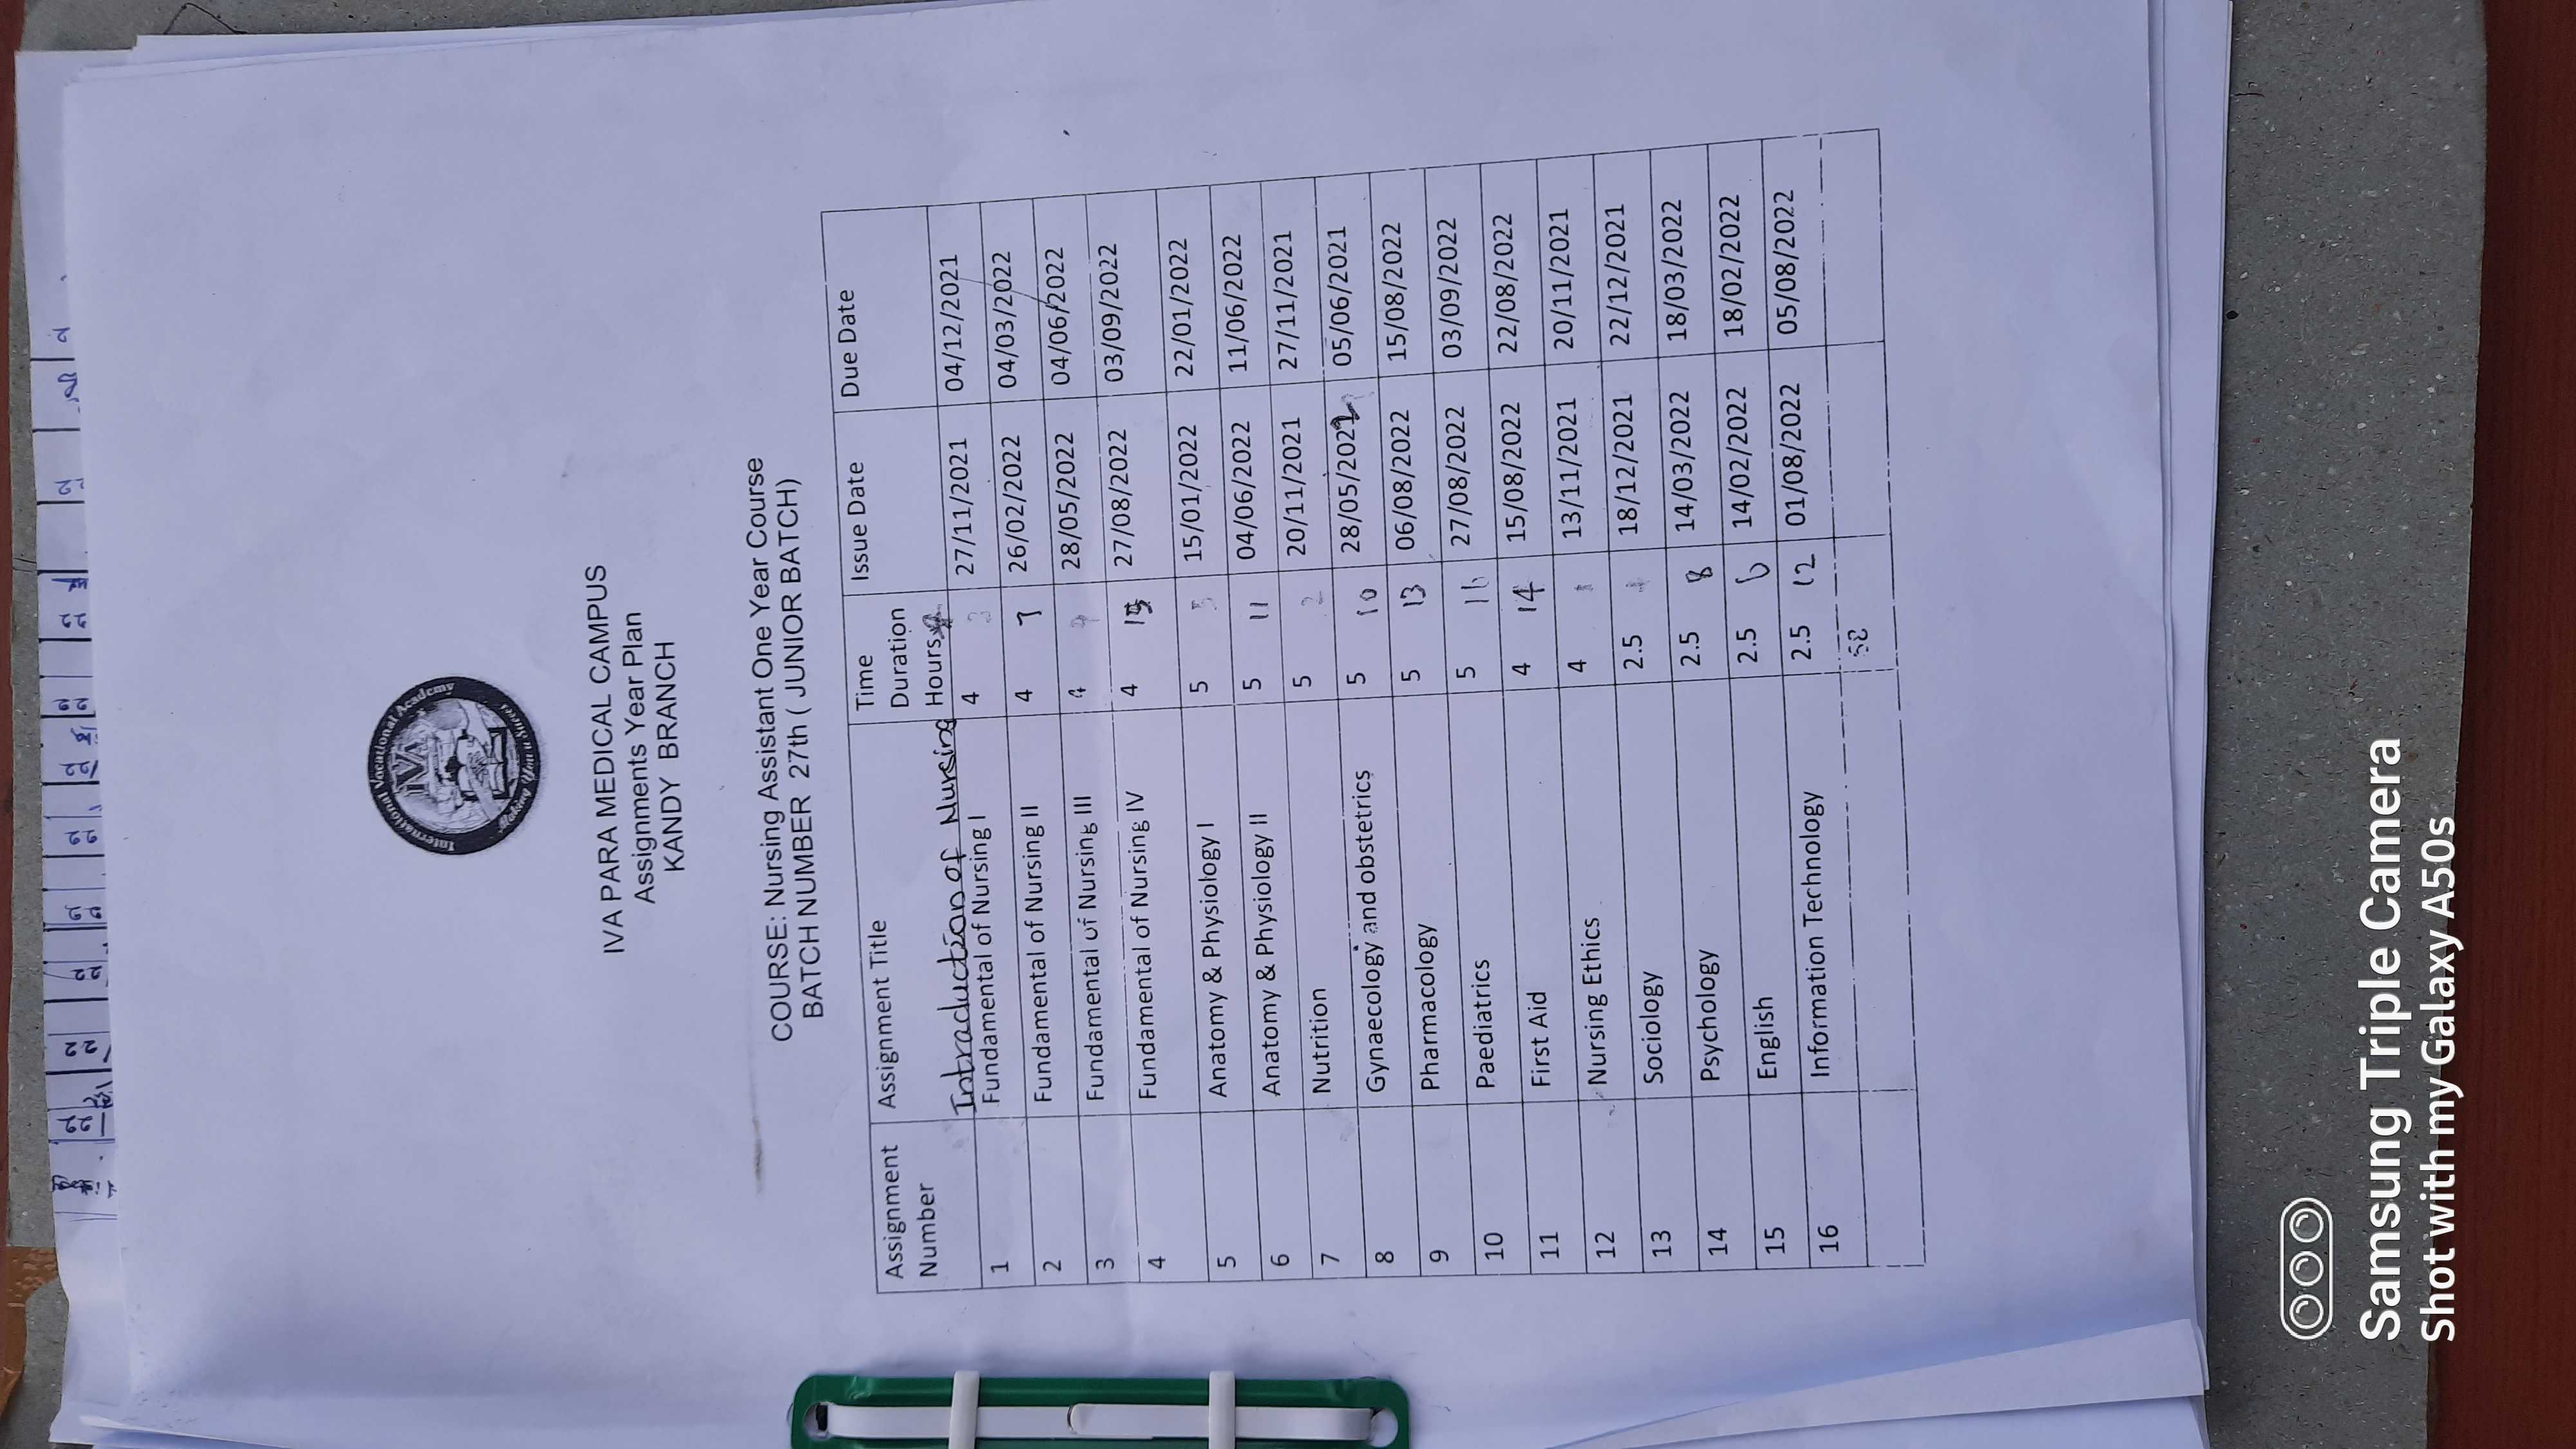 International Vocational Academy
IVA
IVA PARA MEDICAL CAMPUS
Assignments Year Plan
KANDY BRANCH
COURSE: Nursing Assistant One Year Course
BATCH NUMBER 27th ( JUNIOR BATCH)
Assignment Number Assignment Title Time Duration Hours Issue Date Due Date
Intraduction of Nursing
1 Fundamental of Nursing I 4 3 27/11/2021 04/12/2021
2 Fundamental of Nursing II 4 7 26/02/2022 04/03/2022
3 Fundamental of Nursing III 4 9 28/05/2022 04/06/2022
4 Fundamental of Nursing IV 4 27/08/2022 03/09/2022
5 Anatomy & Physiology I 5 5 15/01/2022 22/01/2022
6 Anatomy & Physiology II 5 11 04/06/2022 11/06/2022
7 Nutrition 5 2 20/11/2021 27/11/2021
8 Gynaecology and obstetrics 5 10 28/05/2022 05/06/2021
9 Pharmacology 5 13 06/08/2022 15/08/2022
10 Paediatrics 5 16 27/08/2022 03/09/2022
11 First Aid 4 14 15/08/2022 22/08/2022
12 Nursing Ethics 4 1 13/11/2021 20/11/2021
13 Sociology 2.5 4 18/12/2021 22/12/2021
14 Psychology 2.5 8 14/03/2022 18/03/2022
15 English 2.5 6 14/02/2022 18/02/2022
16 Information Technology 2.5 12 01/08/2022 05/08/2022
Samsung Triple Camera
Shot with my Galaxy A50s